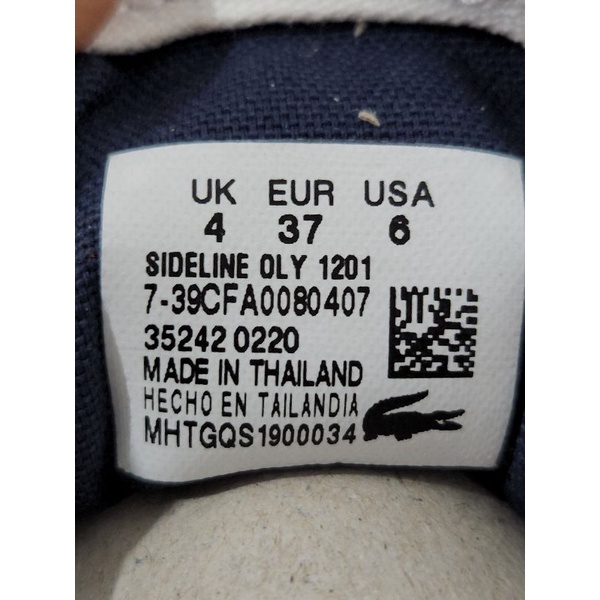 UK EUR USA
4 37 6
SIDELINE OLY 1201
7-39CFA0080407
35242 0220
MADE IN THAILAND
HECHO EN TAILANDIA
MHTGQS1900034